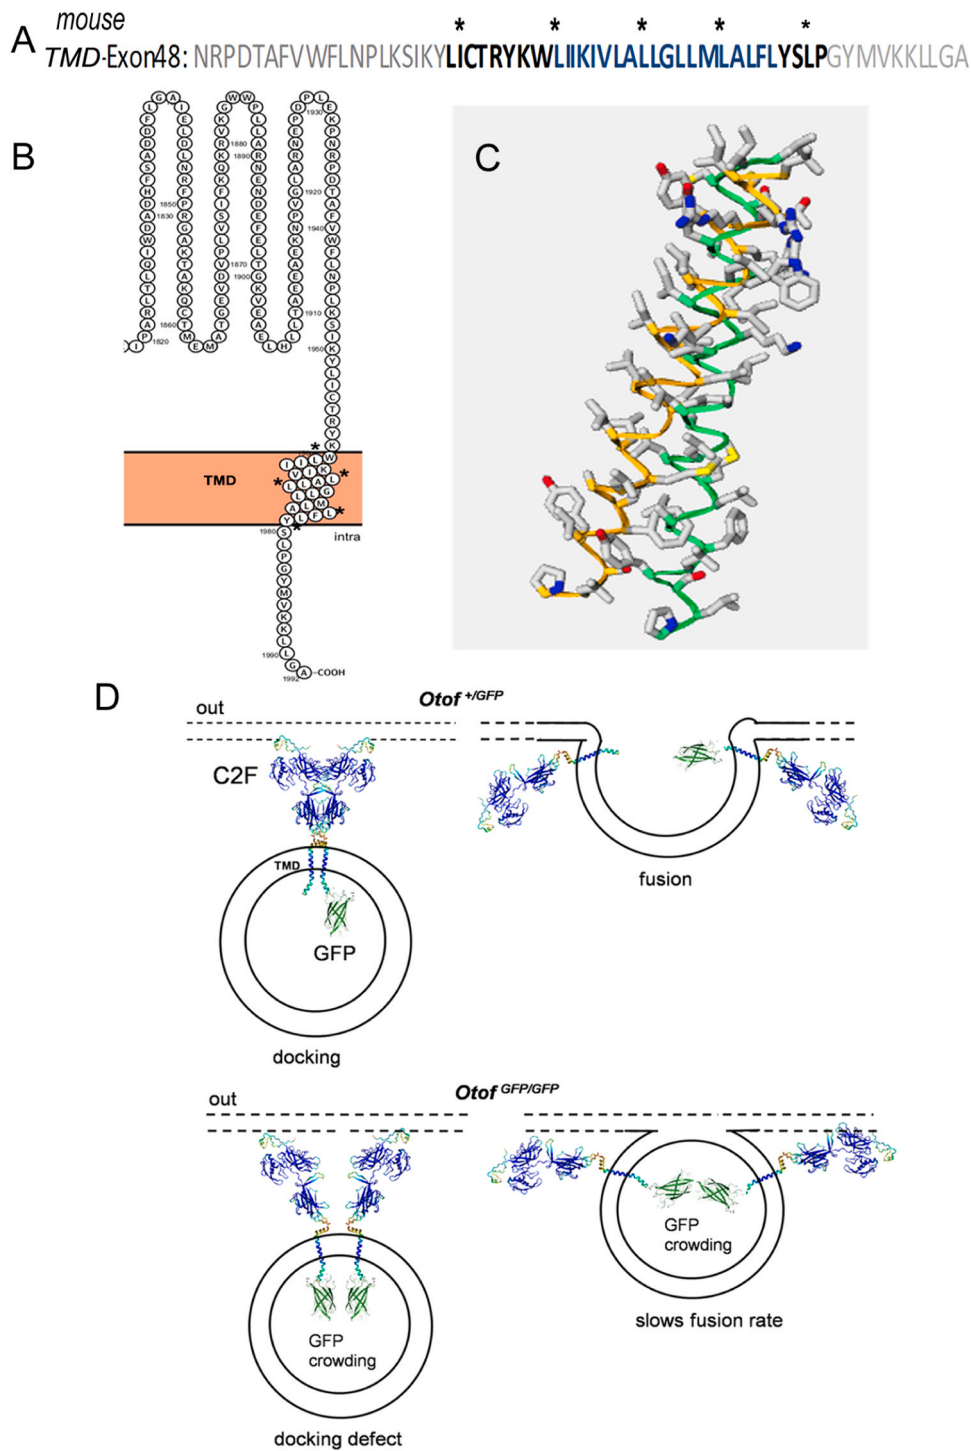 mouse
A
TMD-Exon48: NRPDTAFVWFLNPLKSIKYLICTRYKWLIIKIVLALLGLLMLALFLYSLPGYMVKKLLGA
* * * * *
B
I P A R L T L Q I W D A D H F S A D D F L G A I
E L D L N R F P R G A K T A K Q C T M E M
A T G E V D V P L V S I F K Q K R V K G W W P
L L A R N E N D E F E L T G K V E A E L H L
L T A E E A E K N P V G L A R N E P D P L E
K P N R P D T A F V W F L N P L K S I K Y L I C T R Y K W
1820
1830
1850
1860
1870
1880
1890
1900
1910
1920
1930
1940
1950
TMD
I I L
V I K
L L A L
L L G
A L M
Y L F L
* * * * *
intra
1980
S L P G Y M V K K L L G A -COOH
1990
1992
C
D
Otof +/GFP
out
C2F
TMD
GFP
docking
fusion
Otof GFP/GFP
out
GFP
crowding
docking defect
GFP
crowding
slows fusion rate